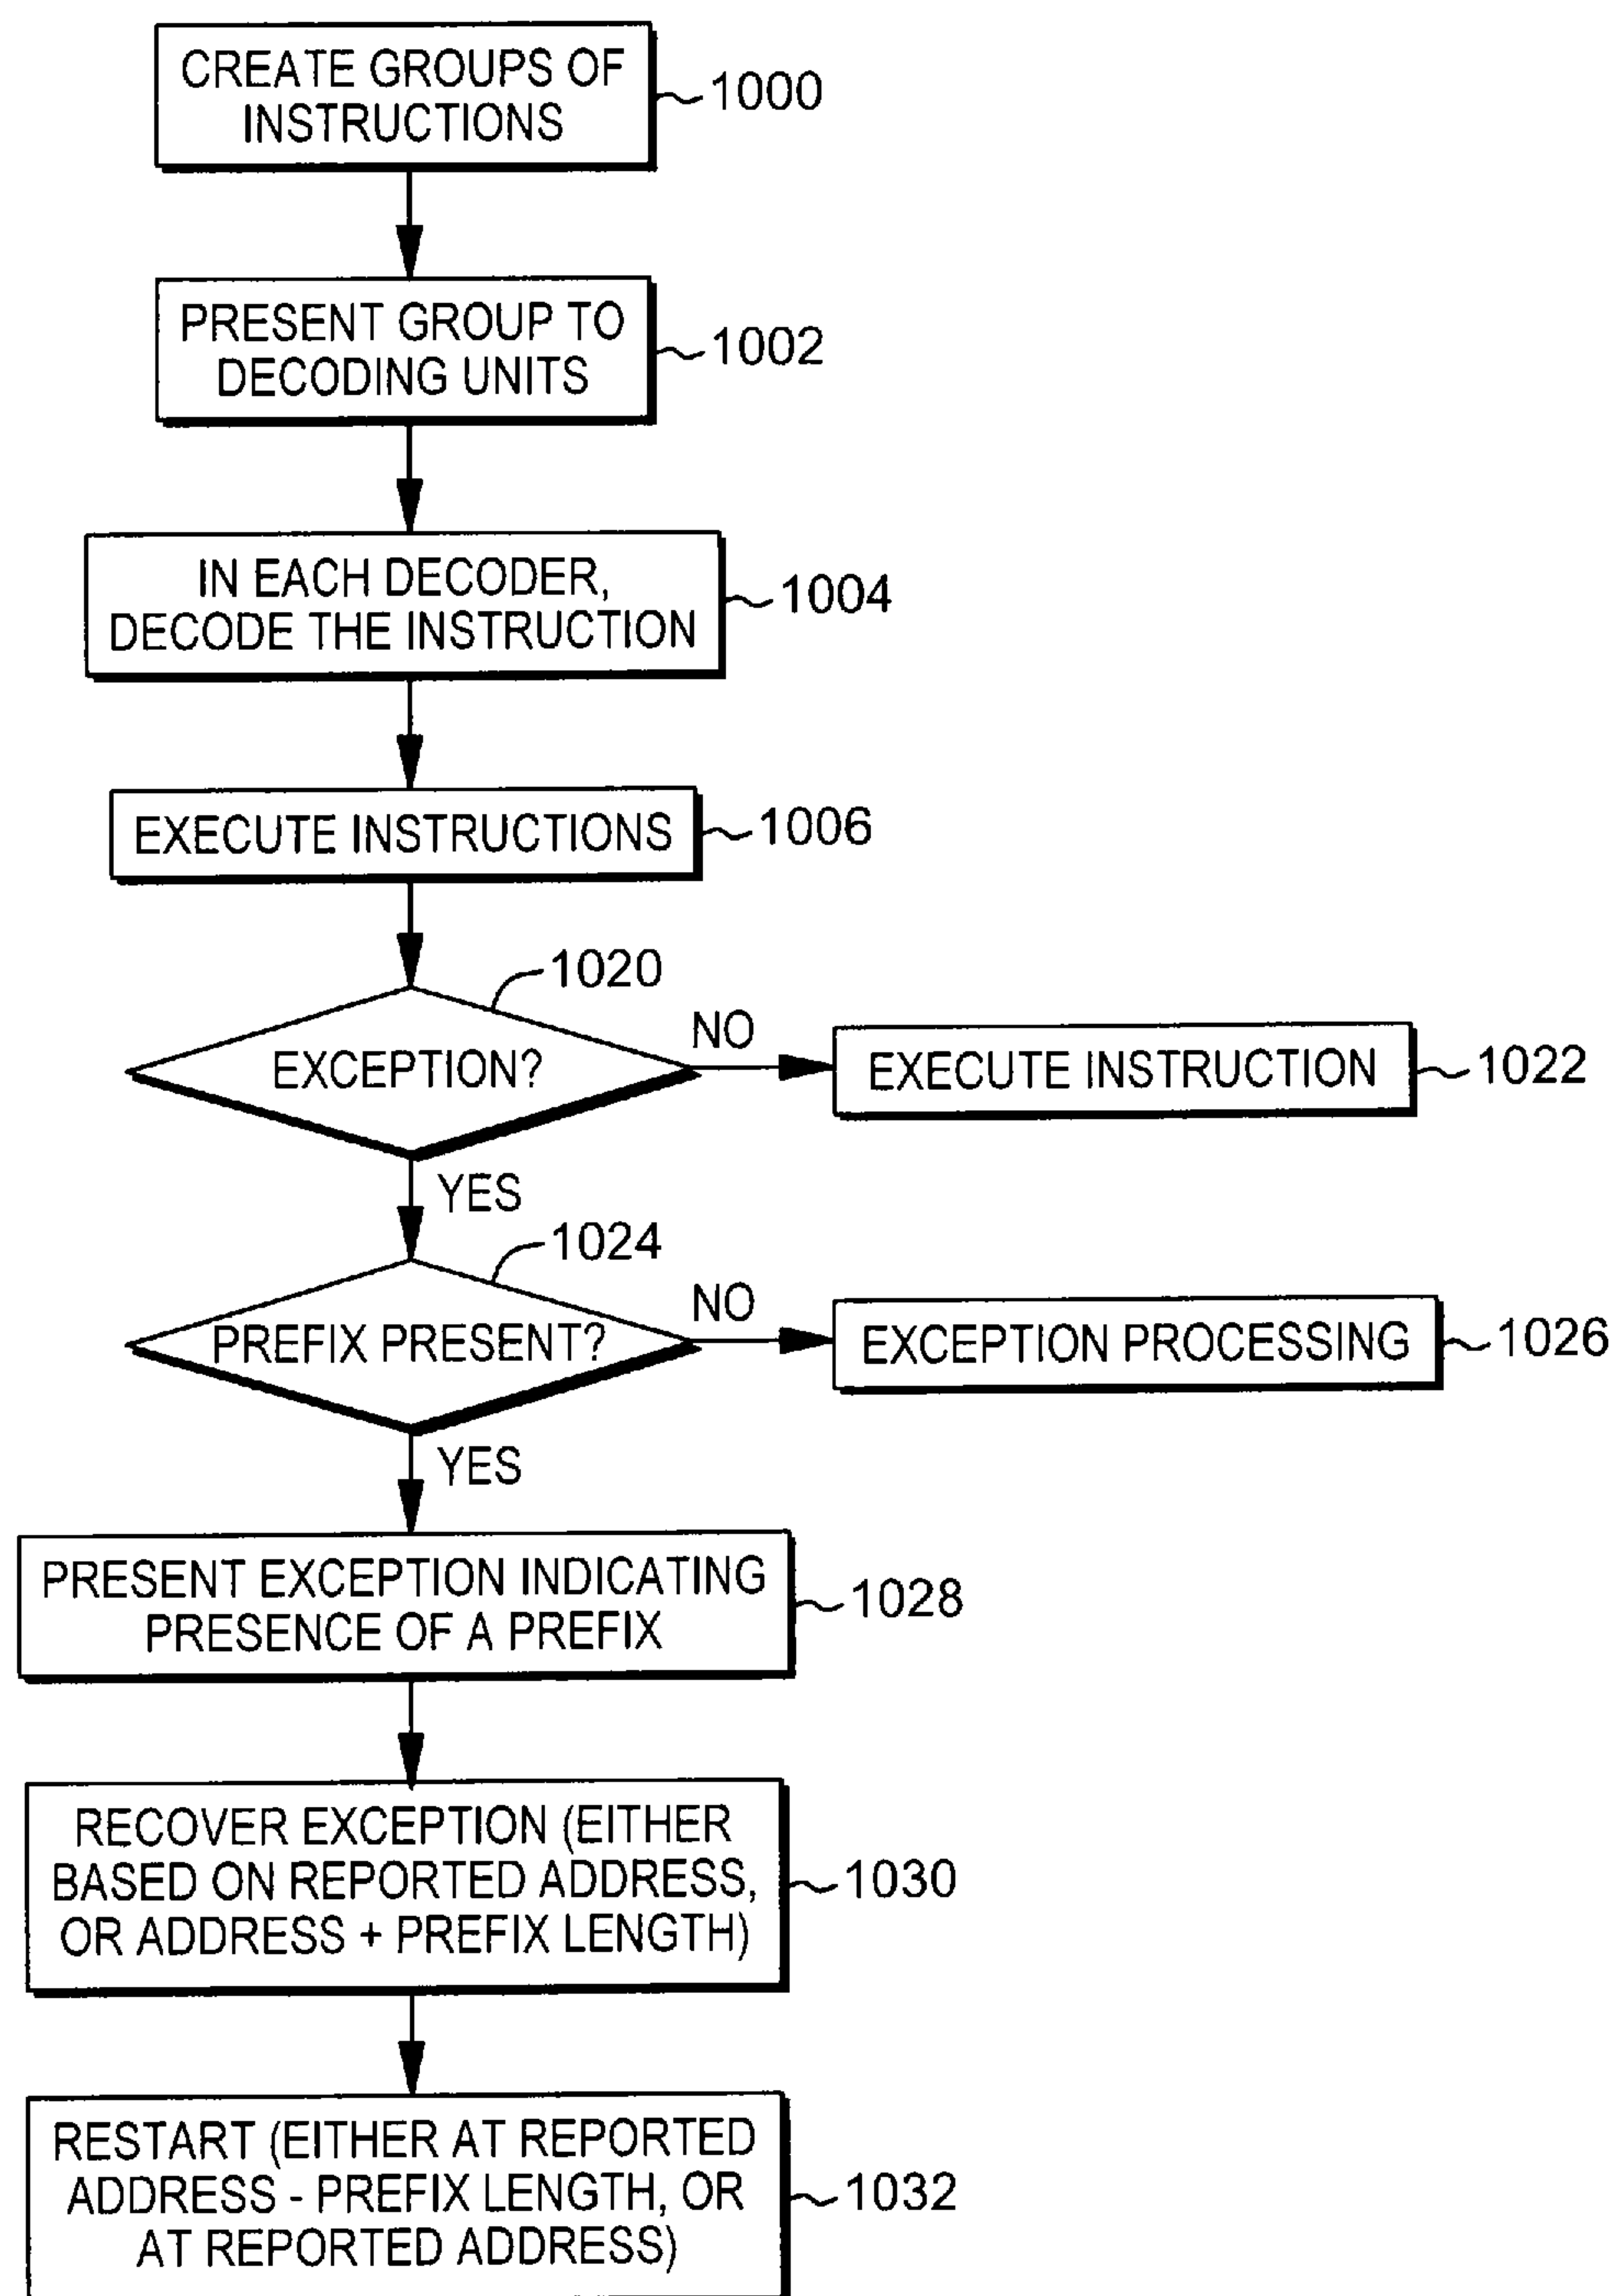 CREATE GROUPS OF
INSTRUCTIONS
1000
PRESENT GROUP TO
DECODING UNITS
1002
IN EACH DECODER,
DECODE THE INSTRUCTION
1004
EXECUTE INSTRUCTIONS
1006
1020
EXCEPTION?
NO
EXECUTE INSTRUCTION
1022
YES
1024
PREFIX PRESENT?
NO
EXCEPTION PROCESSING
1026
YES
PRESENT EXCEPTION INDICATING
PRESENCE OF A PREFIX
1028
RECOVER EXCEPTION (EITHER
BASED ON REPORTED ADDRESS,
OR ADDRESS + PREFIX LENGTH)
1030
RESTART (EITHER AT REPORTED
ADDRESS - PREFIX LENGTH, OR
AT REPORTED ADDRESS)
1032